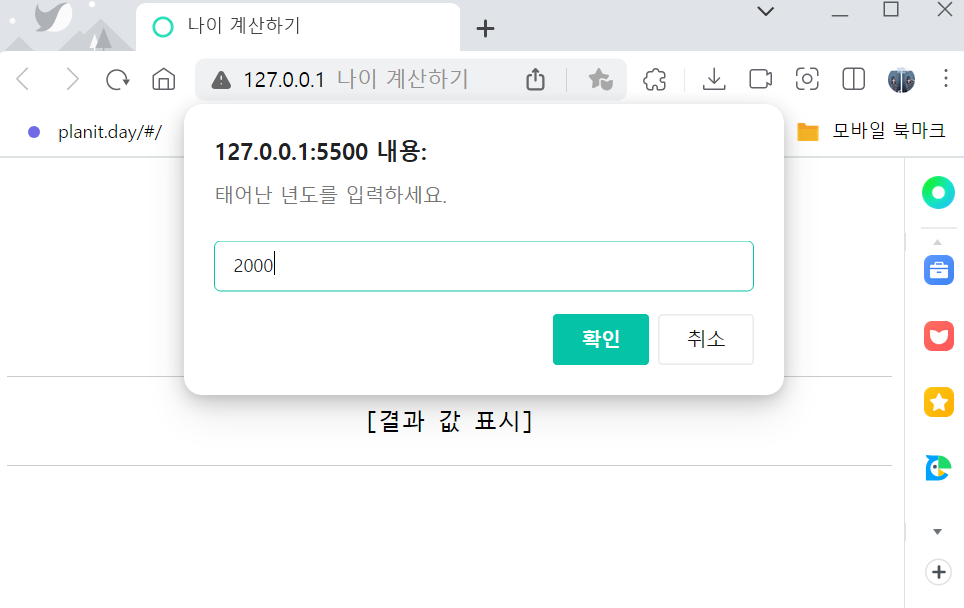 나이 계산하기
127.0.0.1 나이 계산하기
planit.day/#/
모바일 북마크
127.0.0.1:5500 내용:
태어난 년도를 입력하세요.
2000
확인 취소
[결과 값 표시]